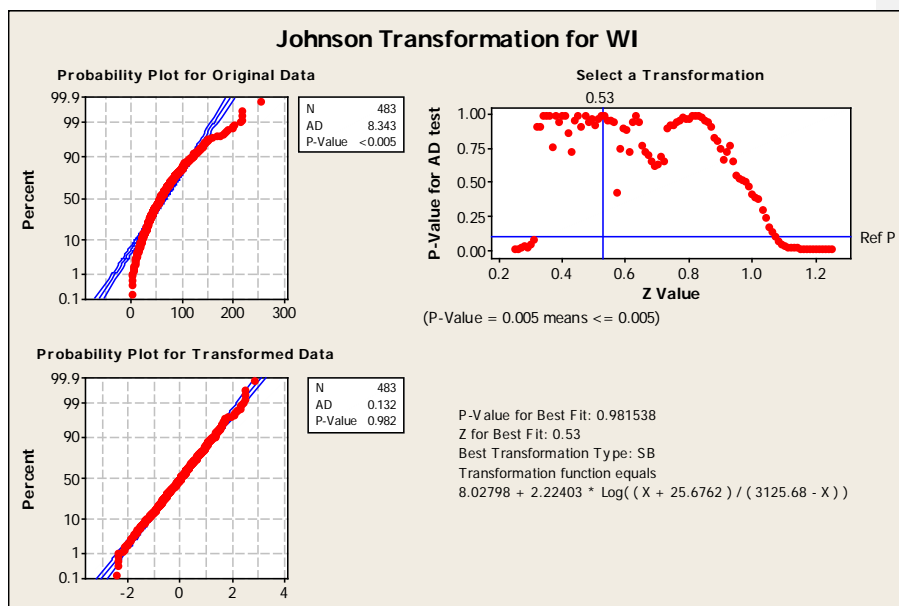 Johnson Transformation for WI
Probability Plot for Original Data
99.9
99
90
50
10
1
0.1
Percent
0
100
200
300
N 483
AD 8.343
P-Value <0.005
Select a Transformation
0.53
1.00
0.75
0.50
0.25
0.00
P-Value for AD test
Ref P
0.2
0.4
0.6
0.8
1.0
1.2
Z Value
(P-Value = 0.005 means <= 0.005)
Probability Plot for Transformed Data
99.9
99
90
50
10
1
0.1
Percent
-2
0
2
4
N 483
AD 0.132
P-Value 0.982
P-Value for Best Fit: 0.981538
Z for Best Fit: 0.53
Best Transformation Type: SB
Transformation function equals
8.02798 + 2.22403 * Log( ( X + 25.6762 ) / ( 3125.68 - X ) )